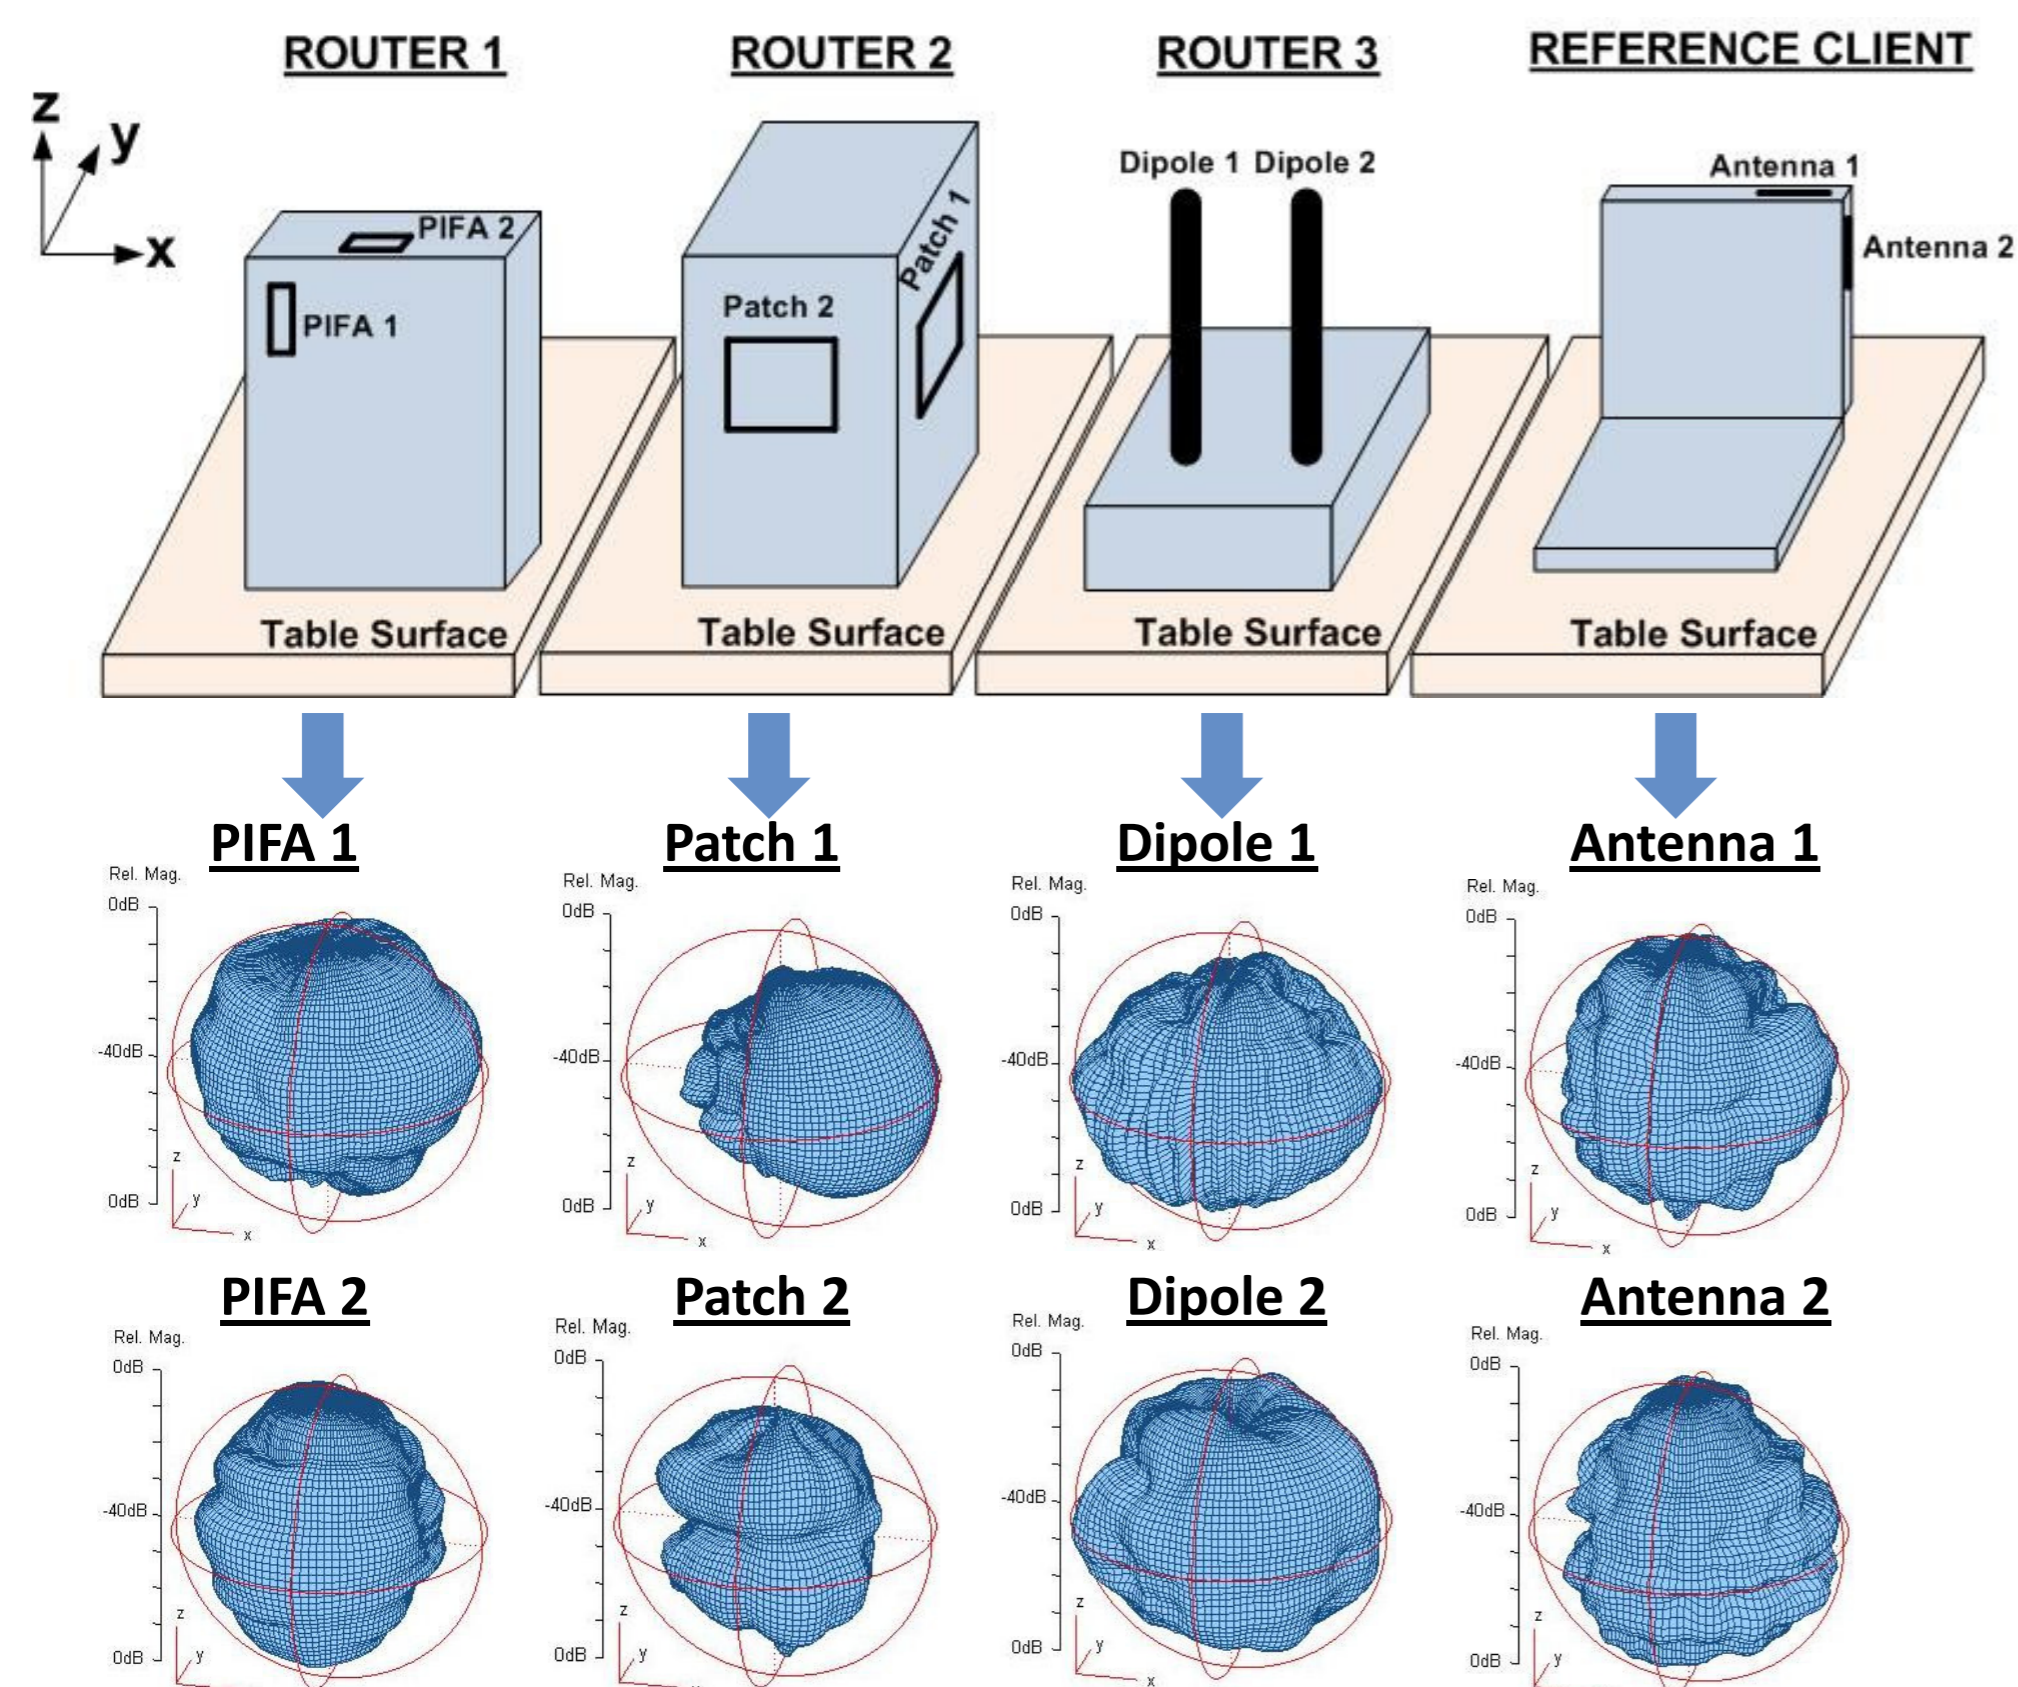 ROUTER 1
ROUTER 2
ROUTER 3
REFERENCE CLIENT
z
y
x
PIFA 2
PIFA 1
Patch 2
Patch 1
Dipole 1 Dipole 2
Antenna 1
Antenna 2
Table Surface
Table Surface
Table Surface
Table Surface
PIFA 1
Rel. Mag.
0dB
-40dB
0dB
z
y
x
Patch 1
Rel. Mag.
0dB
-40dB
0dB
z
y
x
Dipole 1
Rel. Mag.
0dB
-40dB
0dB
z
y
x
Antenna 1
Rel. Mag.
0dB
-40dB
0dB
z
y
x
PIFA 2
Rel. Mag.
0dB
-40dB
0dB
z
y
Patch 2
Rel. Mag.
0dB
-40dB
0dB
z
y
Dipole 2
Rel. Mag.
0dB
-40dB
0dB
z
y
x
Antenna 2
Rel. Mag.
0dB
-40dB
0dB
z
y